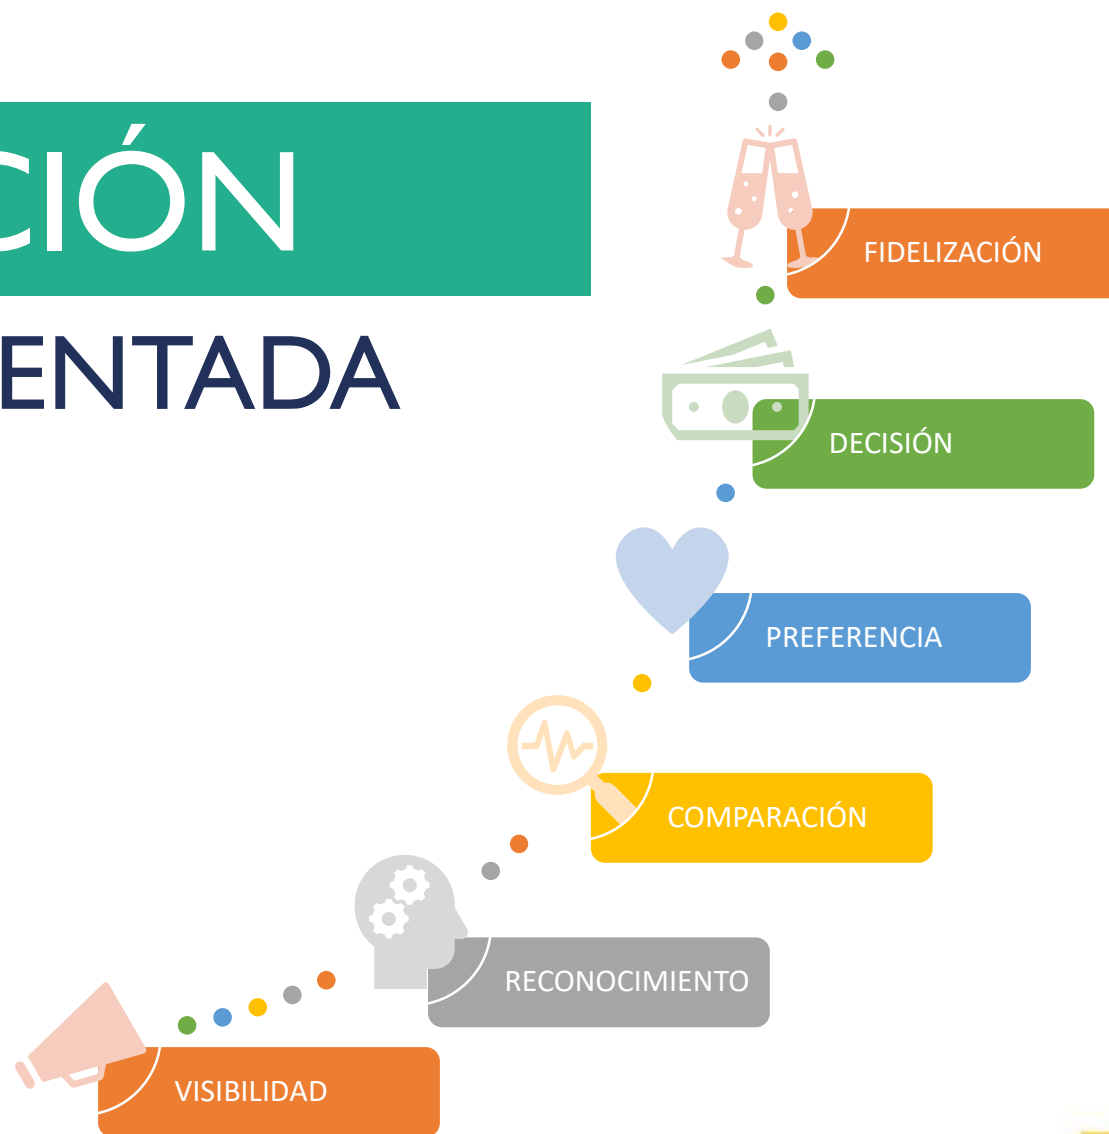 CIÓN
ENTADA
FIDELIZACIÓN
DECISIÓN
PREFERENCIA
COMPARACIÓN
RECONOCIMIENTO
VISIBILIDAD